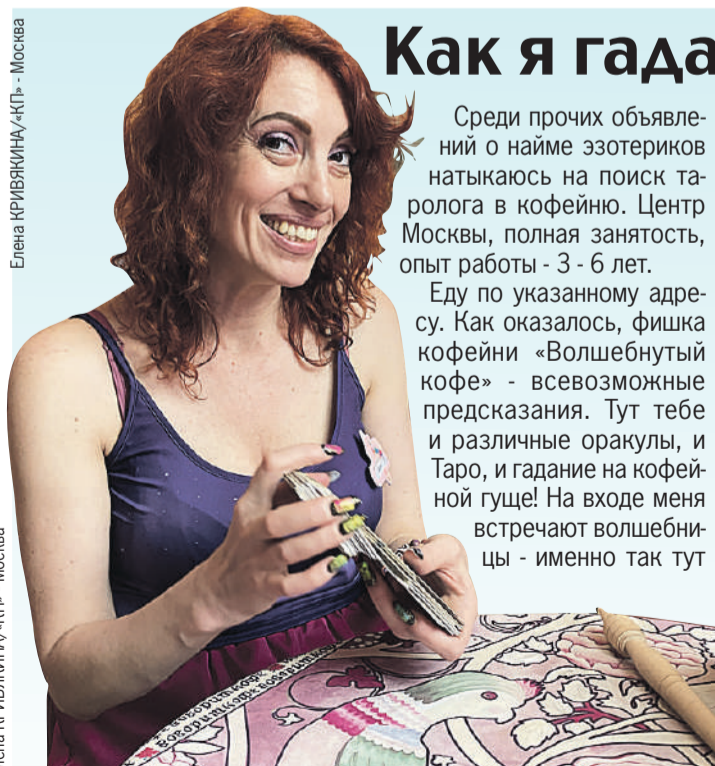 Елена КРИВЯКИНА/«КП» - Москва
Как я гада
Среди прочих объявле-
ний о найме эзотериков
натыкаюсь на поиск та-
ролога в кофейню. Центр
Москвы, полная занятость,
опыт работы - 3 - 6 лет.
Еду по указанному адре-
су. Как оказалось, фишка
кофейни «Волшебнутый
кофе» - всевозможные
предсказания. Тут тебе
и различные оракулы, и
Таро, и гадание на кофей-
ной гуще! На входе меня
встречают волшебни-
цы - именно так тут